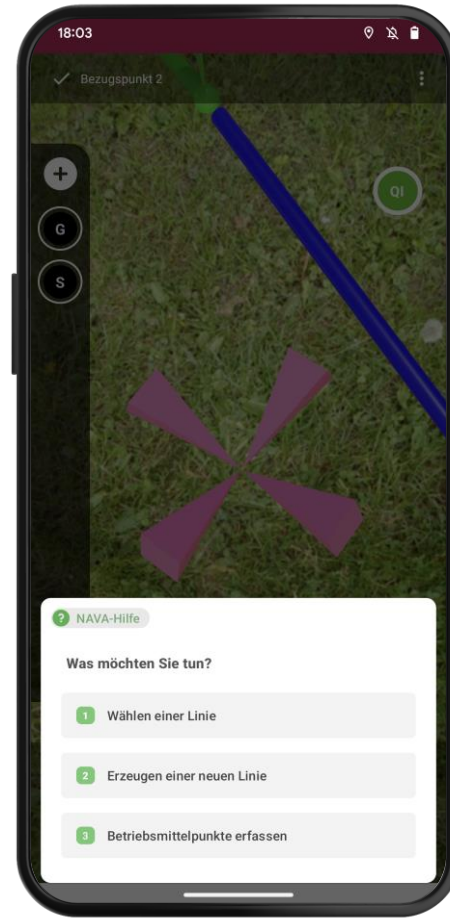 18:03
Bezugspunkt 2
+
QI
G
S
? NAVA-Hilfe
Was möchten Sie tun?
1 Wählen einer Linie
2 Erzeugen einer neuen Linie
3 Betriebsmittelpunkte erfassen